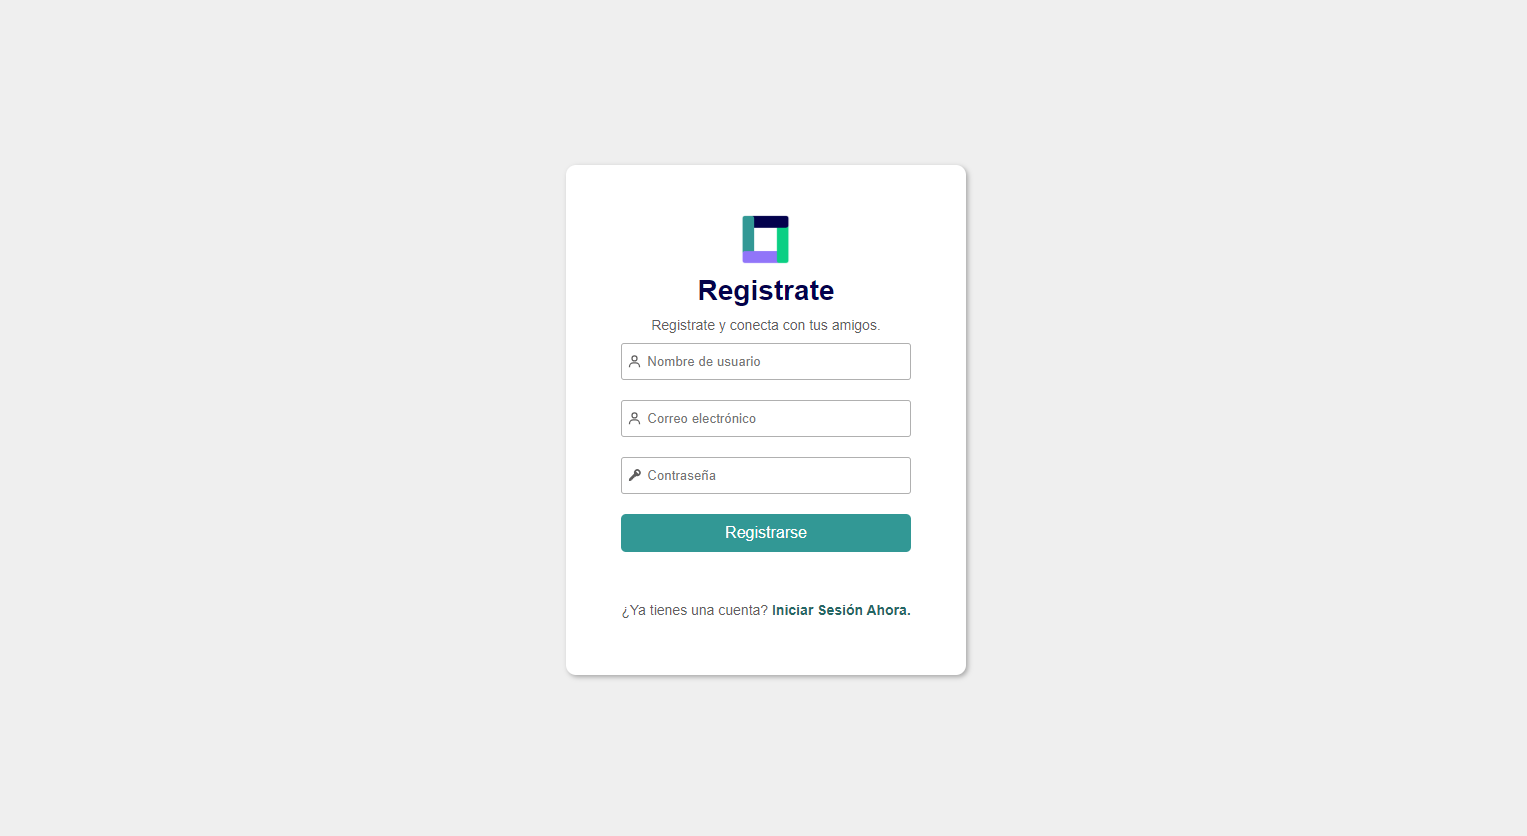 Registrate
Registrate y conecta con tus amigos.
Nombre de usuario
Correo electrónico
Contraseña
Registrarse
¿Ya tienes una cuenta? Iniciar Sesión Ahora.